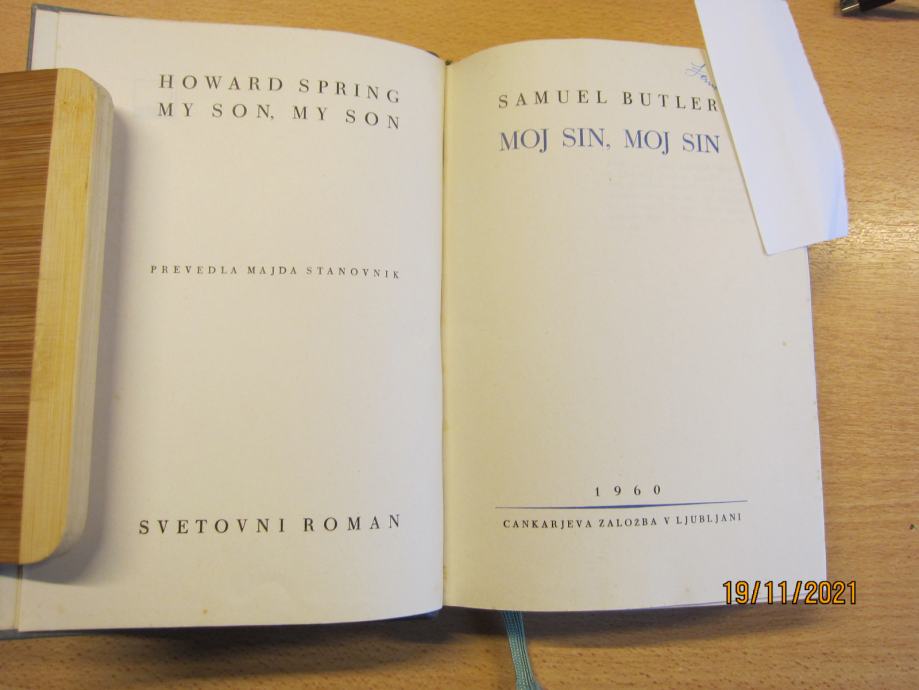 HOWARD SPRING
MY SON, MY SON
PREVEDLA MAJDA STANOVNIK
SVETOVNI ROMAN
SAMUEL BUTLER
MOJ SIN, MOJ SIN
1960
CANKARJEVA ZALOŽBA V LJUBLJANI
19/11/2021